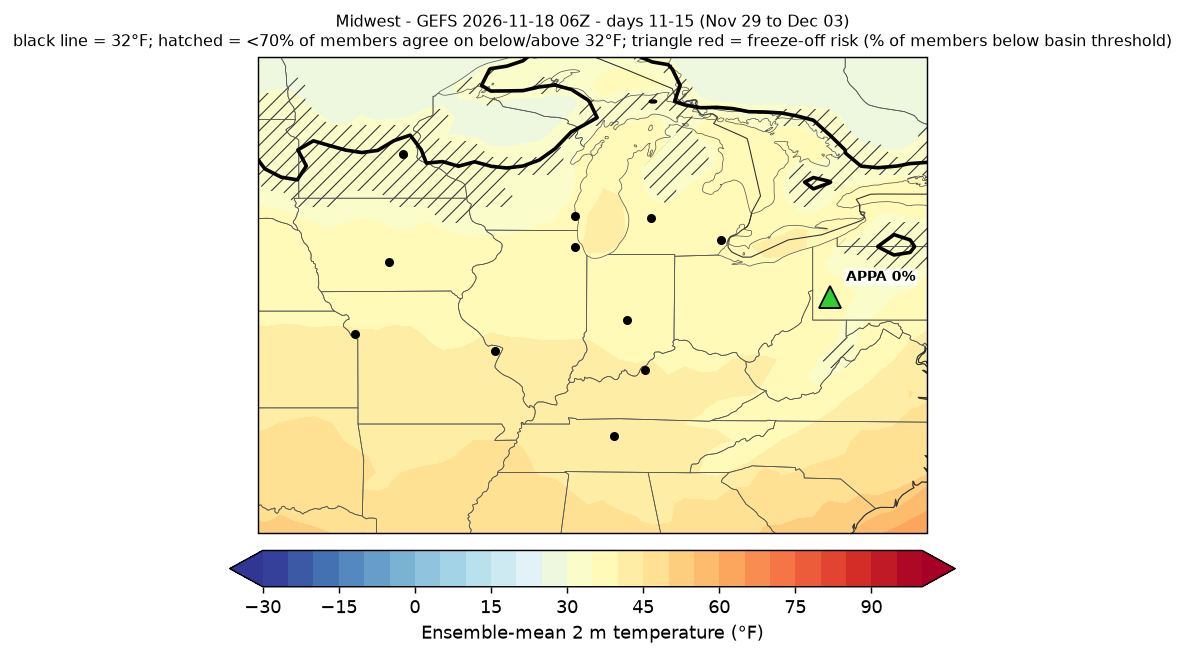 Midwest - GEFS 2026-11-18 06Z - days 11-15 (Nov 29 to Dec 03)
black line = 32°F; hatched = <70% of members agree on below/above 32°F; triangle red = freeze-off risk (% of members below basin threshold)
APPA 0%
−30 −15 0 15 30 45 60 75 90
Ensemble-mean 2 m temperature (°F)